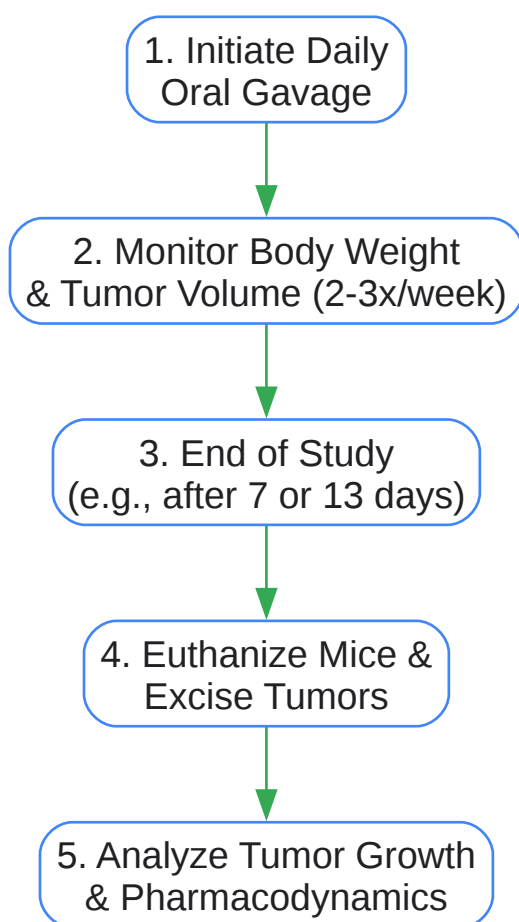 1. Initiate Daily
Oral Gavage
2. Monitor Body Weight
& Tumor Volume (2-3x/week)
3. End of Study
(e.g., after 7 or 13 days)
4. Euthanize Mice &
Excise Tumors
5. Analyze Tumor Growth
& Pharmacodynamics